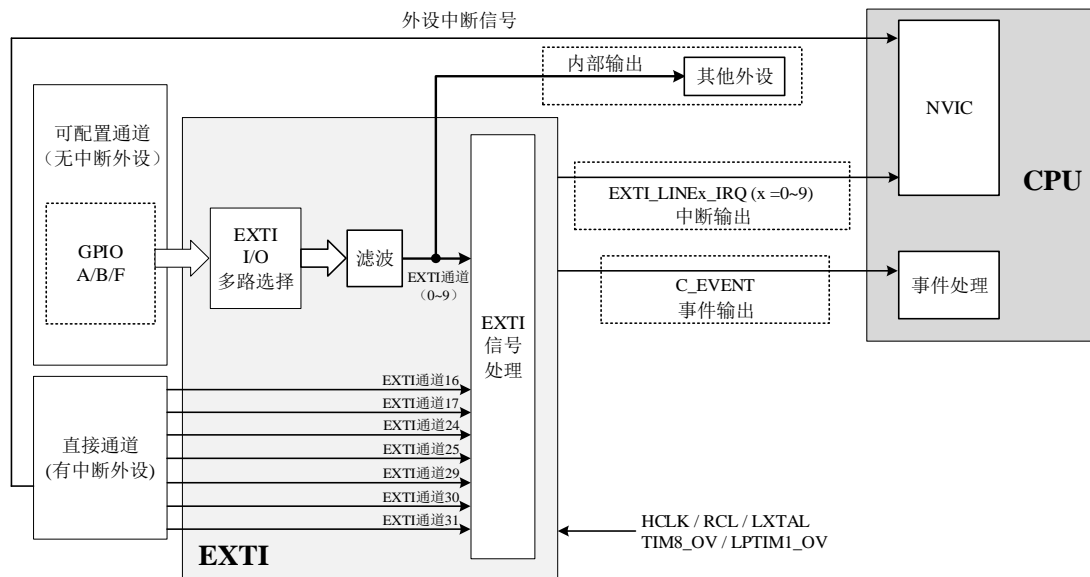 外设中断信号
内部输出
其他外设
NVIC
CPU
可配置通道
（无中断外设）
GPIO
A/B/F
EXTI
I/O
多路选择
滤波
EXTI通道
（0~9）
EXTI
信号
处理
EXTI_LINEx_IRQ (x =0~9)
中断输出
C_EVENT
事件输出
事件处理
直接通道
(有中断外设)
EXTI通道16
EXTI通道17
EXTI通道24
EXTI通道25
EXTI通道29
EXTI通道30
EXTI通道31
EXTI
HCLK / RCL / LXTAL
TIM8_OV / LPTIM1_OV